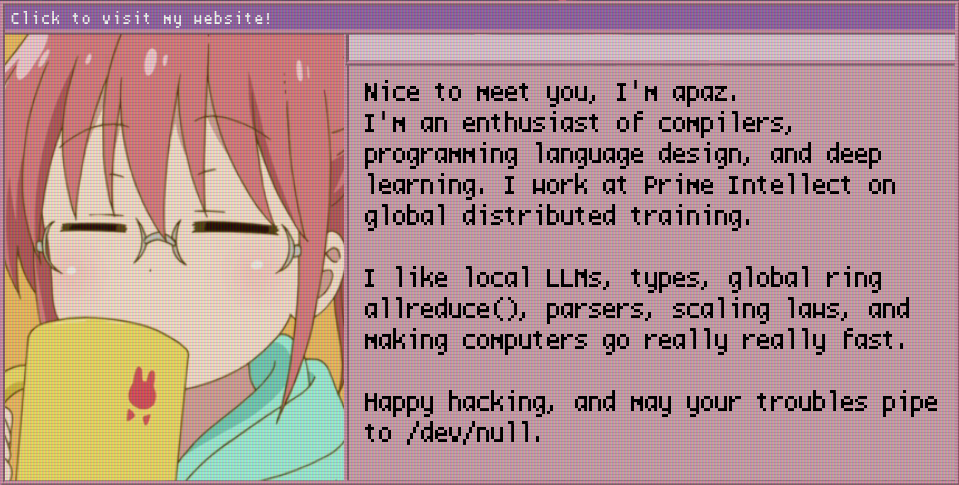 Click to visit my website!
Nice to meet you, I'm apaz.
I'm an enthusiast of compilers,
programming language design, and deep
learning. I work at Prime Intellect on
global distributed training.
I like local LLMs, types, global ring
allreduce(), parsers, scaling laws, and
making computers go really really fast.
Happy hacking, and may your troubles pipe
to /dev/null.